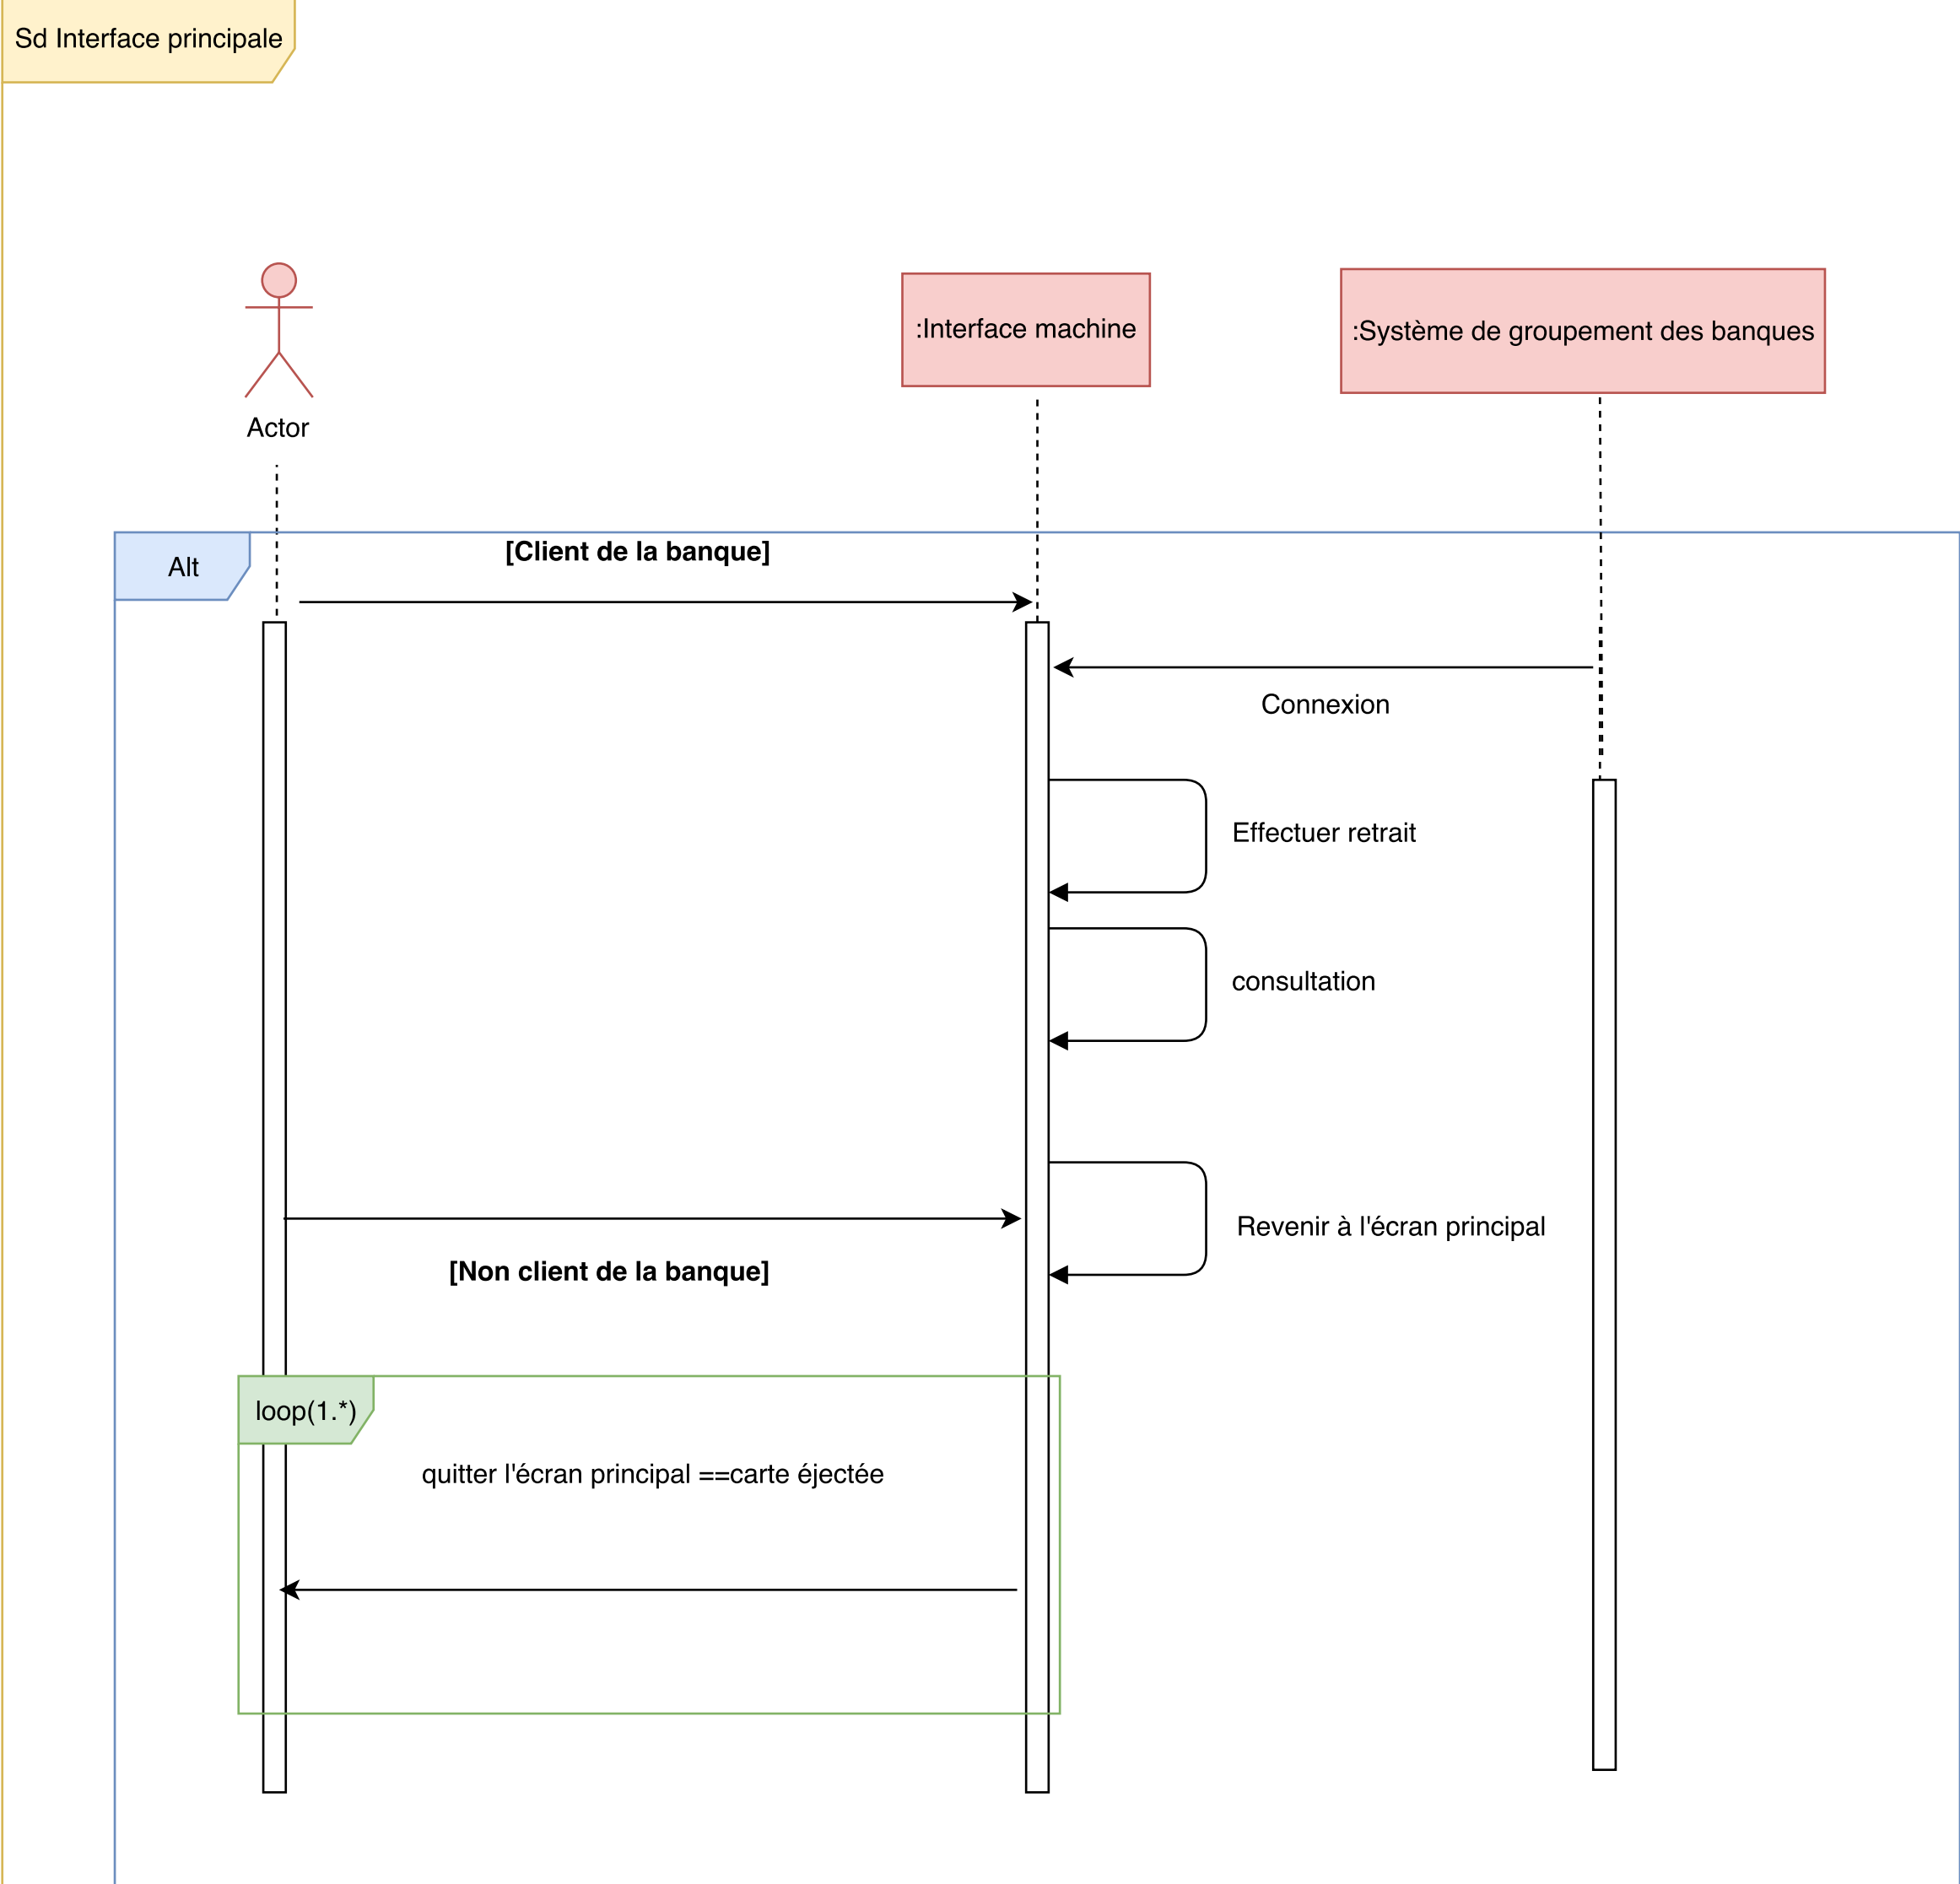 Sd Interface principale
:Interface machine
:Système de groupement des banques
Actor
[Client de la banque]
Alt
Connexion
Effectuer retrait
consultation
Revenir à l'écran principal
[Non client de la banque]
loop(1.*)
quitter l'écran principal ==carte éjectée